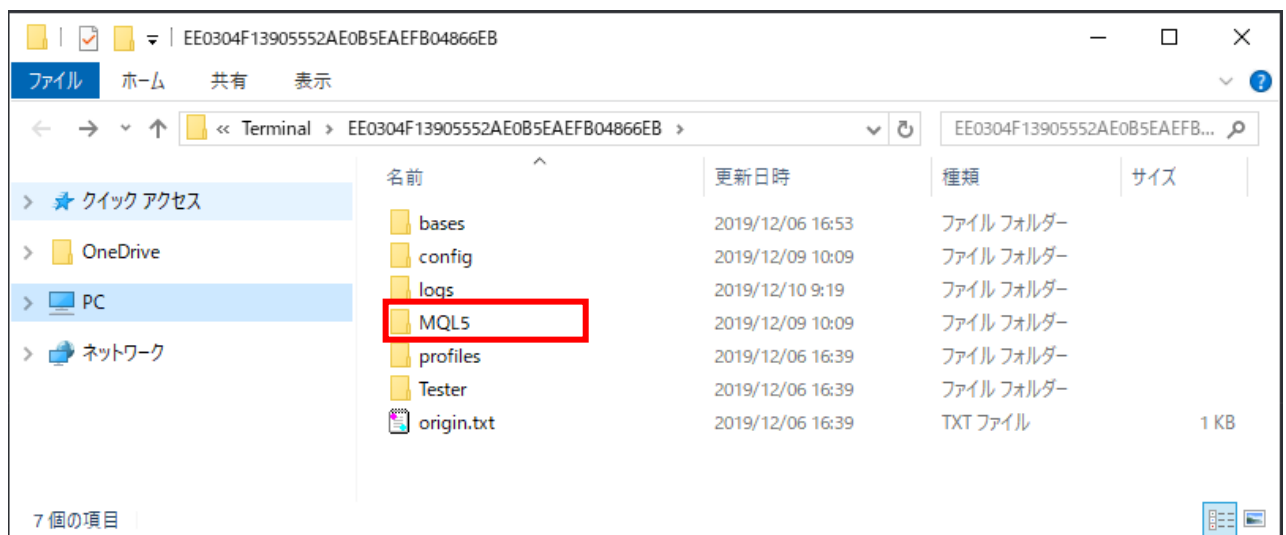 EE0304F13905552AE0B5EAEFB04866EB
ファイル ホーム 共有 表示
« Terminal › EE0304F13905552AE0B5EAEFB04866EB › EE0304F13905552AE0B5EAEFB...
名前 更新日時 種類 サイズ
クイック アクセス
OneDrive
PC
ネットワーク
bases 2019/12/06 16:53 ファイル フォルダー
config 2019/12/09 10:09 ファイル フォルダー
logs 2019/12/10 9:19 ファイル フォルダー
MQL5 2019/12/09 10:09 ファイル フォルダー
profiles 2019/12/06 16:39 ファイル フォルダー
Tester 2019/12/06 16:39 ファイル フォルダー
origin.txt 2019/12/06 16:39 TXT ファイル 1 KB
7 個の項目